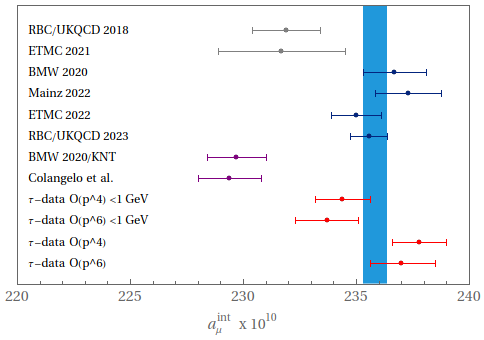 RBC/UKQCD 2018
ETMC 2021
BMW 2020
Mainz 2022
ETMC 2022
RBC/UKQCD 2023
BMW 2020/KNT
Colangelo et al.
τ−data O(p^4) <1 GeV
τ−data O(p^6) <1 GeV
τ−data O(p^4)
τ−data O(p^6)
220 225 230 235 240
a_μ^int x 10^10